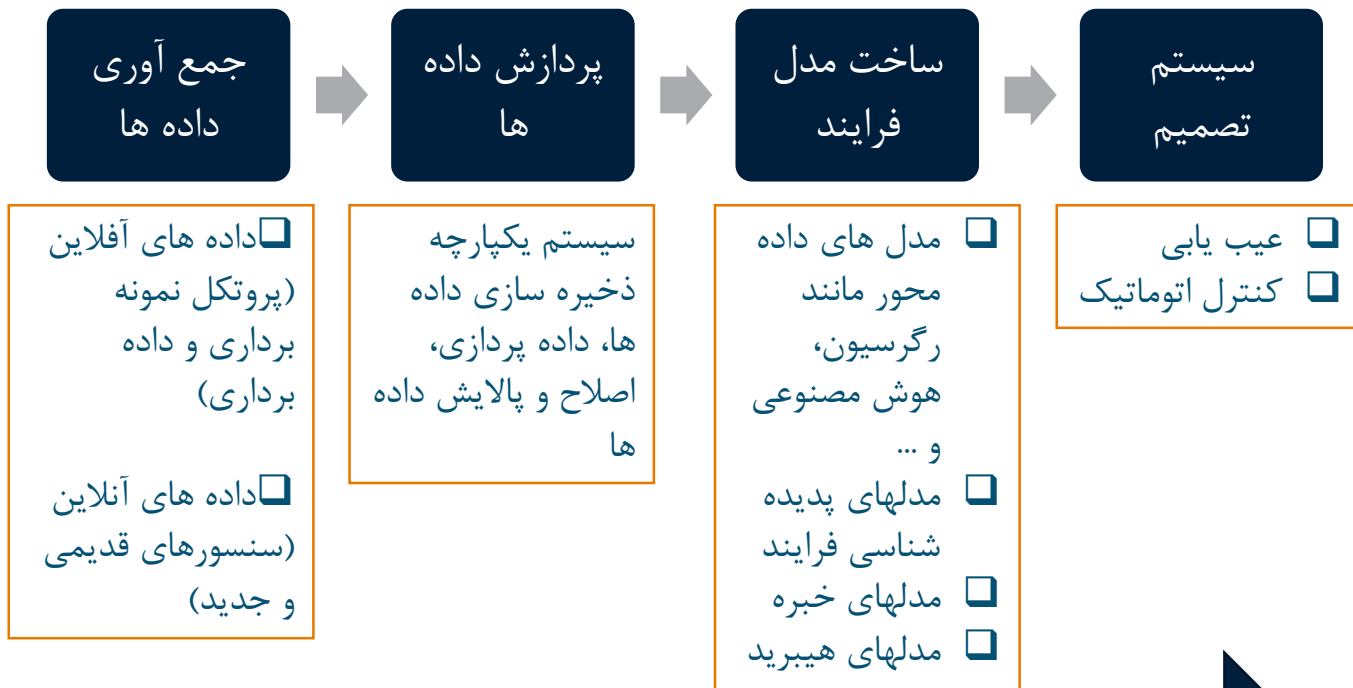 جمع آوری
داده ها
پردازش داده
ها
ساخت مدل
فرایند
سیستم
تصمیم
داده های آفلاین
(پروتکل نمونه
برداری و داده
برداری)
داده های آنلاین
(سنسورهای قدیمی
و جدید)
سیستم یکپارچه
ذخیره سازی داده
ها، داده پردازی،
اصلاح و پالایش داده
ها
مدل های داده
محور مانند
رگرسیون،
هوش مصنوعی
و ...
مدلهای پدیده
شناسی فرایند
مدلهای خبره
مدلهای هیبرید
عیب یابی
کنترل اتوماتیک